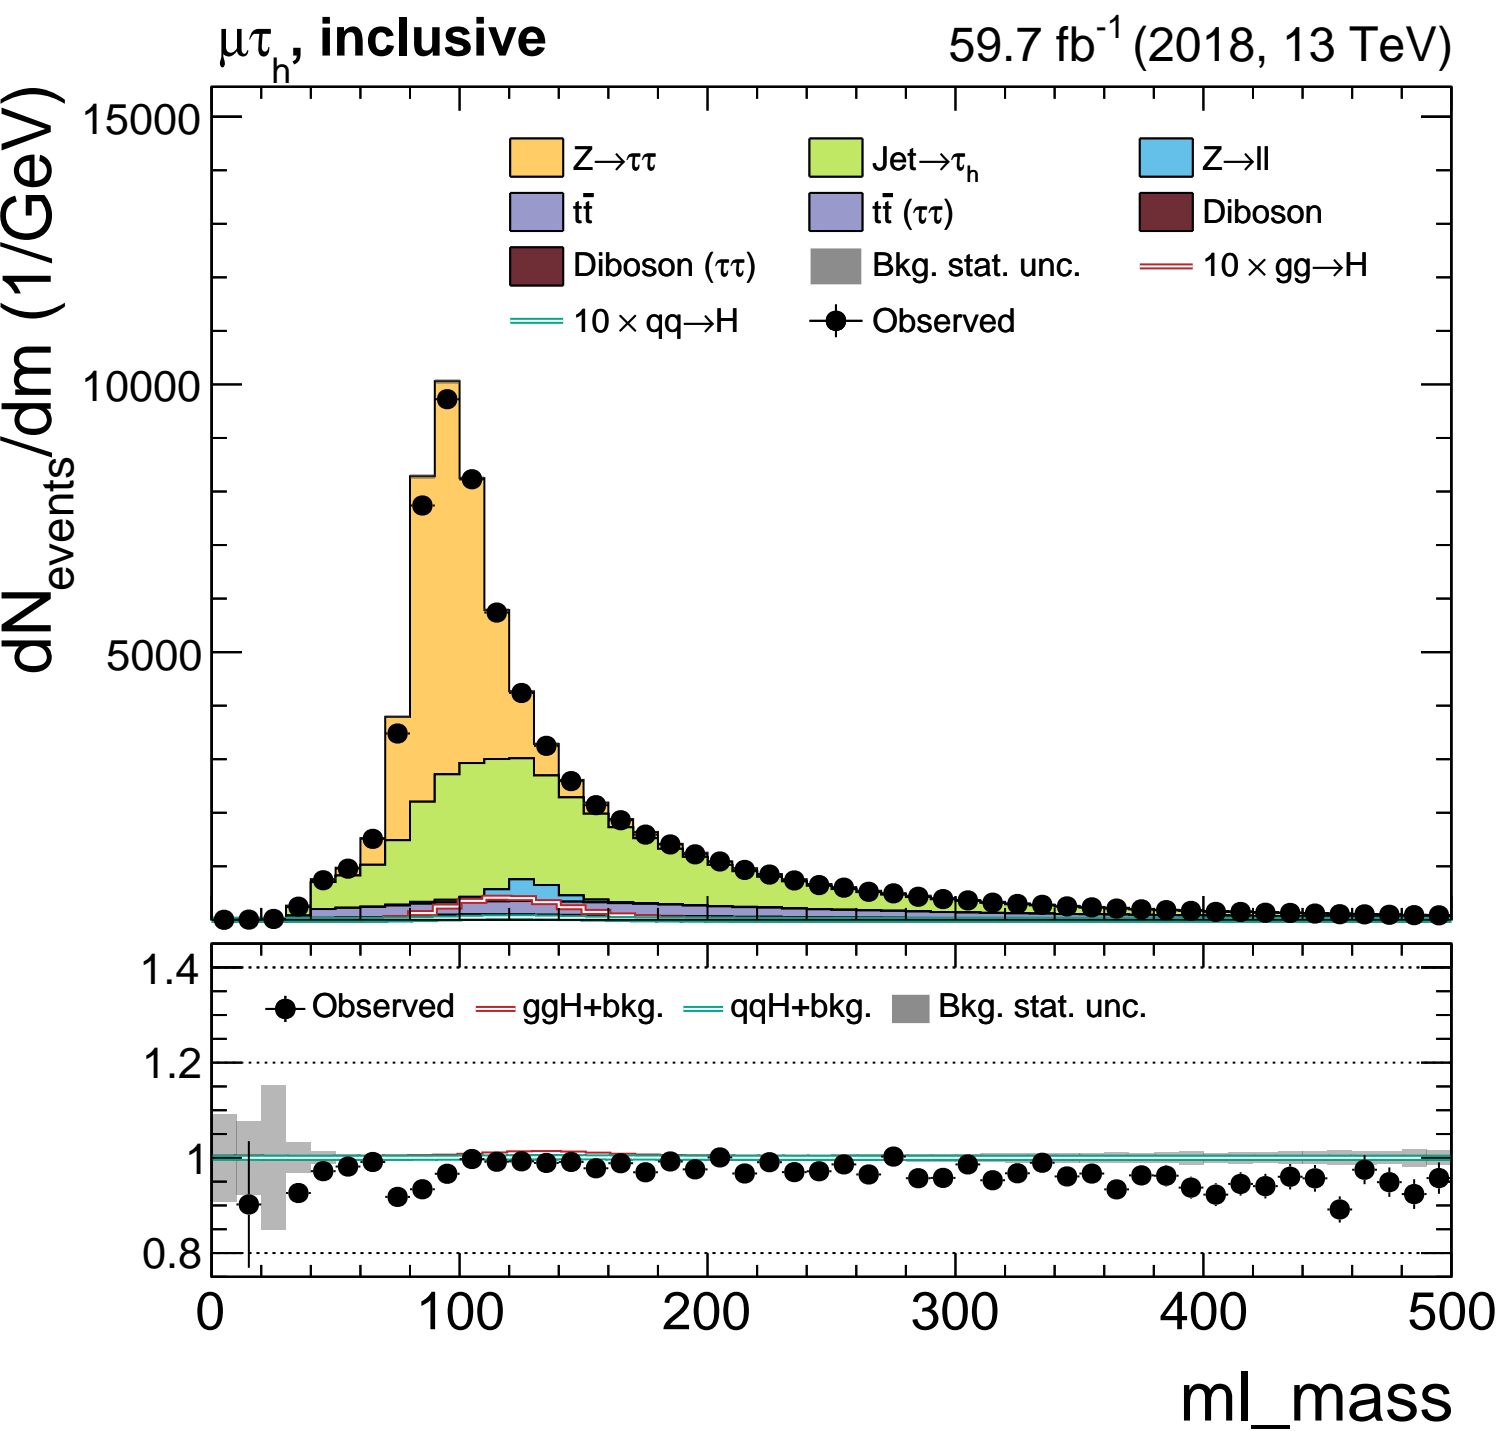 μτh, inclusive 59.7 fb-1 (2018, 13 TeV)
dNevents/dm (1/GeV)
15000
10000
5000
Z→ττ Jet→τh Z→ll
tt̄ tt̄ (ττ) Diboson
Diboson (ττ) Bkg. stat. unc. 10 × gg→H
10 × qq→H Observed
1.4
1.2
1
0.8
Observed ggH+bkg. qqH+bkg. Bkg. stat. unc.
0 100 200 300 400 500
ml_mass